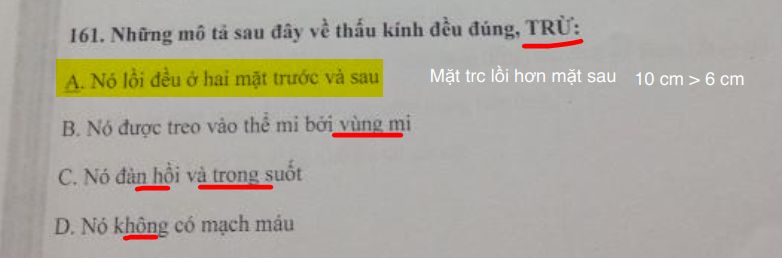 161. Những mô tả sau đây về thấu kính đều đúng, TRỪ:
A. Nó lồi đều ở hai mặt trước và sau
Mặt trc lồi hơn mặt sau 10 cm > 6 cm
B. Nó được treo vào thể mi bởi vùng mi
C. Nó đàn hồi và trong suốt
D. Nó không có mạch máu